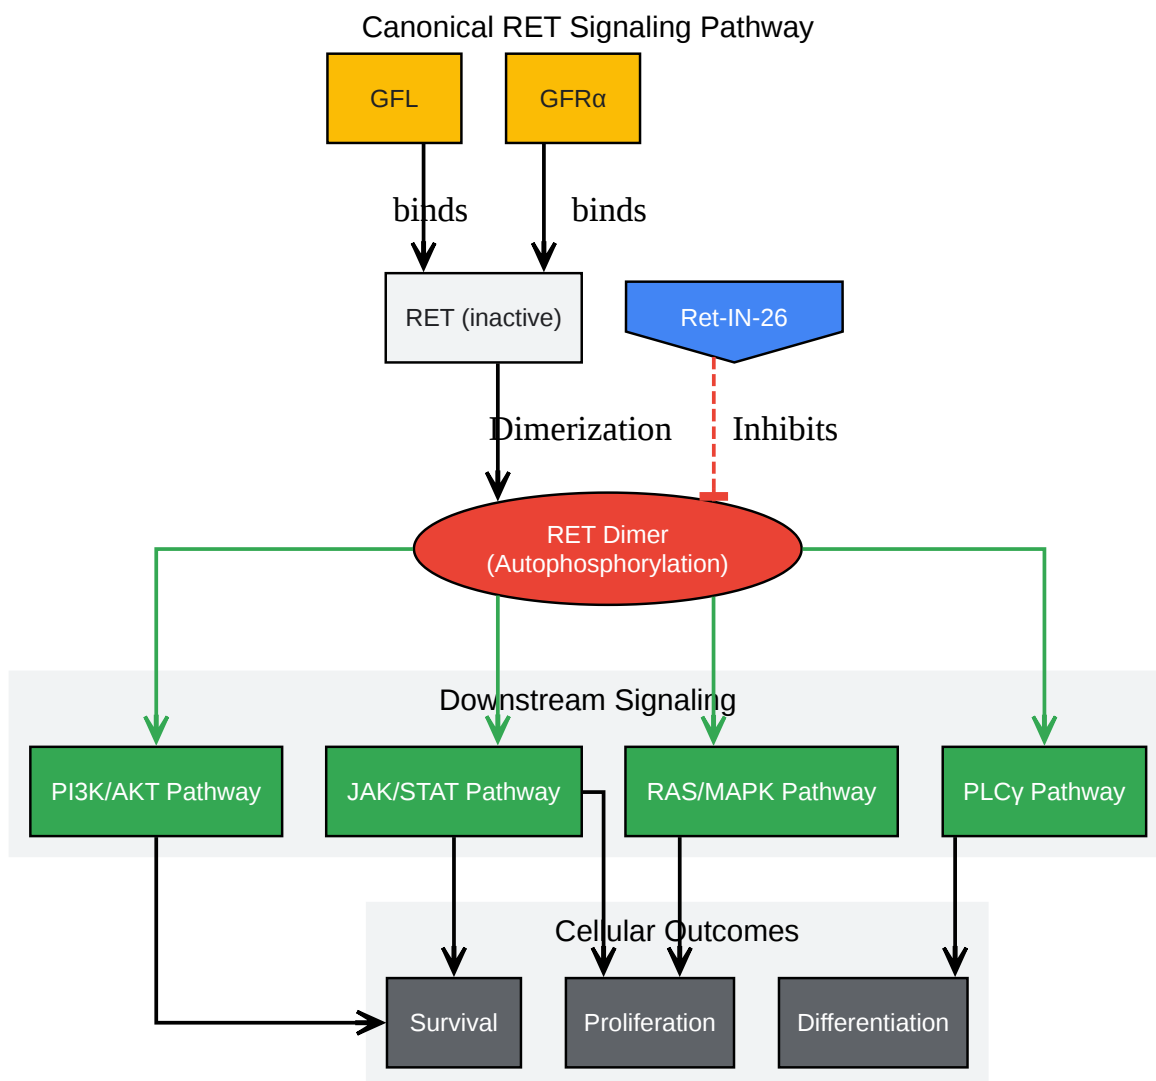 Canonical RET Signaling Pathway
GFL
GFRα
binds
binds
RET (inactive)
Ret-IN-26
Dimerization
Inhibits
RET Dimer
(Autophosphorylation)
Downstream Signaling
PI3K/AKT Pathway
JAK/STAT Pathway
RAS/MAPK Pathway
PLCγ Pathway
Cellular Outcomes
Survival
Proliferation
Differentiation